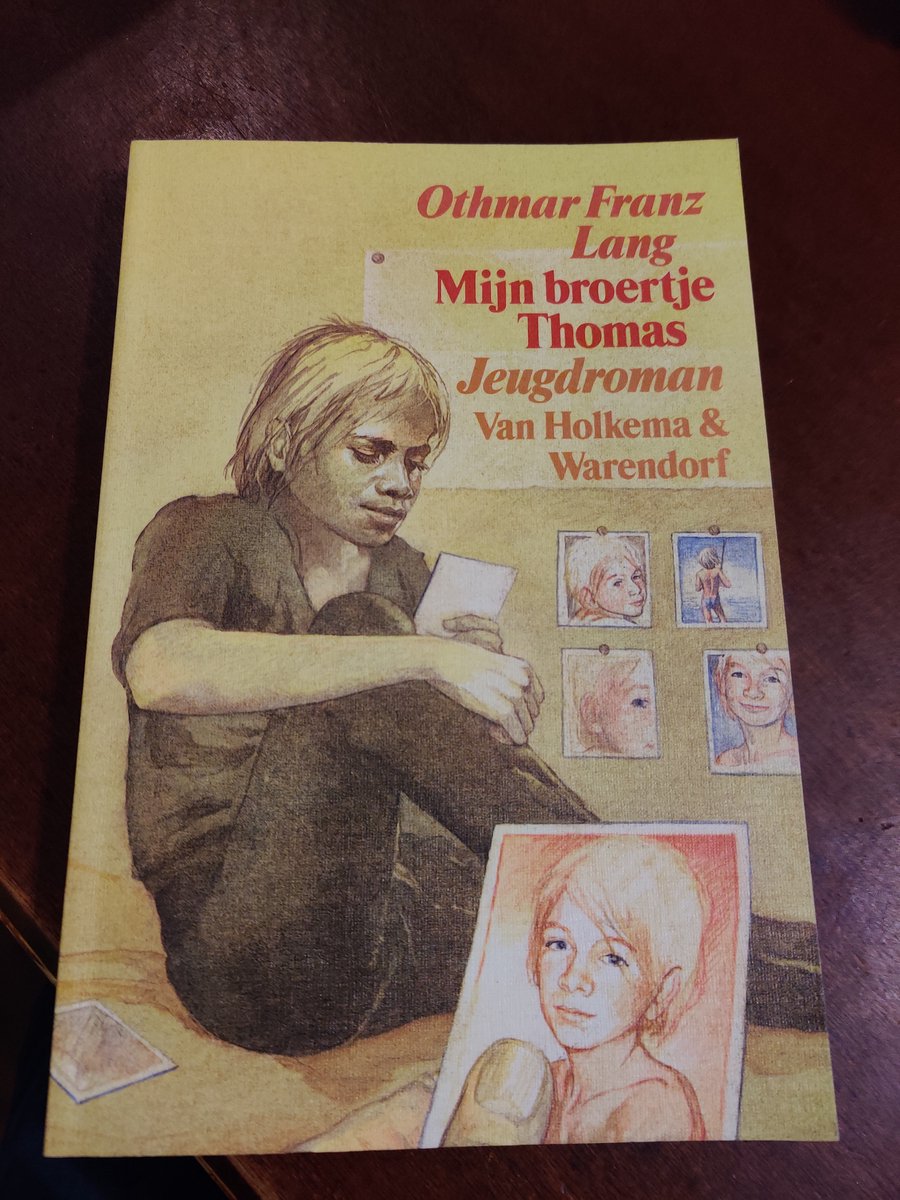 Othmar Franz
Lang
Mijn broertje
Thomas
Jeugdroman
Van Holkema &
Warendorf